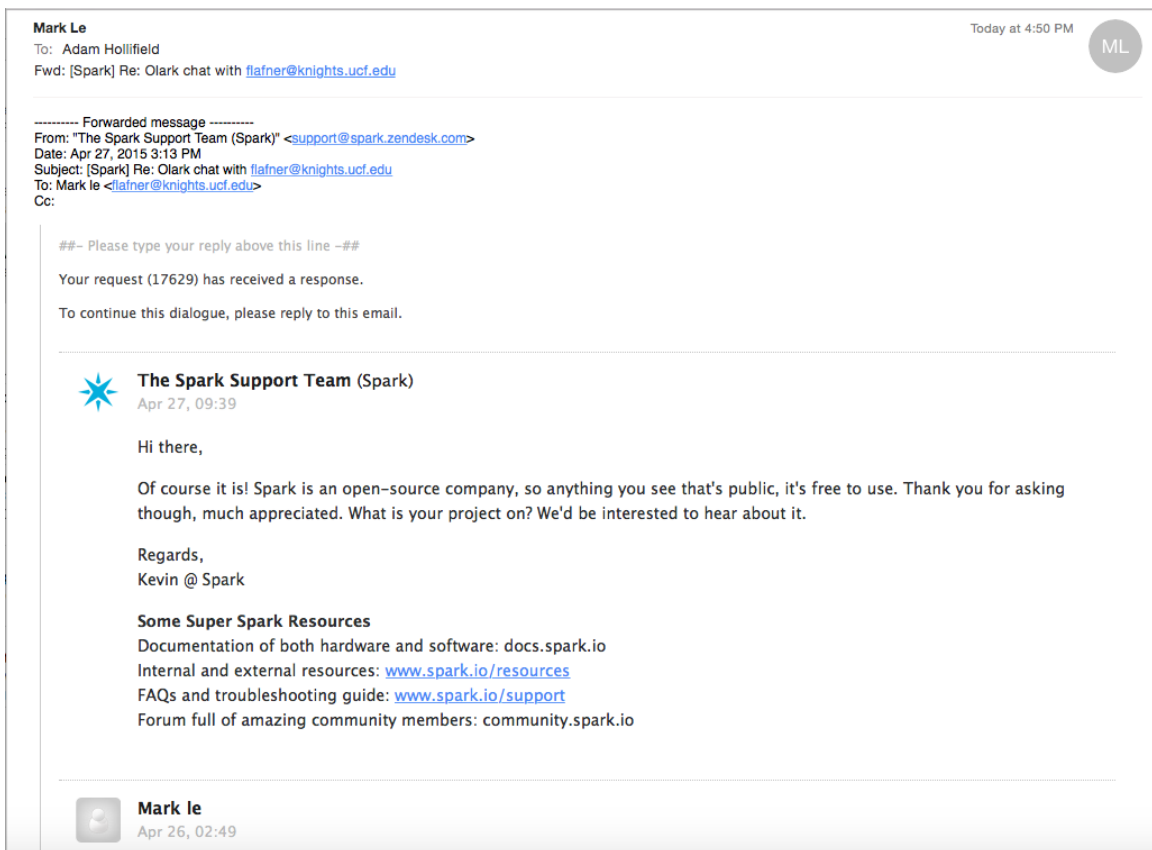 Mark Le
Today at 4:50 PM
ML
To: Adam Hollifield
Fwd: [Spark] Re: Olark chat with flafner@knights.ucf.edu
---------- Forwarded message ----------
From: "The Spark Support Team (Spark)" <support@spark.zendesk.com>
Date: Apr 27, 2015 3:13 PM
Subject: [Spark] Re: Olark chat with flafner@knights.ucf.edu
To: Mark le <flafner@knights.ucf.edu>
Cc:
##- Please type your reply above this line -##
Your request (17629) has received a response.
To continue this dialogue, please reply to this email.
The Spark Support Team (Spark)
Apr 27, 09:39
Hi there,
Of course it is! Spark is an open-source company, so anything you see that's public, it's free to use. Thank you for asking
though, much appreciated. What is your project on? We'd be interested to hear about it.
Regards,
Kevin @ Spark
Some Super Spark Resources
Documentation of both hardware and software: docs.spark.io
Internal and external resources: www.spark.io/resources
FAQs and troubleshooting guide: www.spark.io/support
Forum full of amazing community members: community.spark.io
Mark le
Apr 26, 02:49